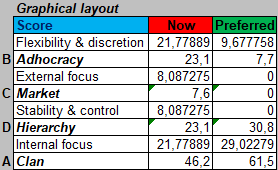 Graphical layout
Score Now Preferred
Flexibility & discretion 21,77889 9,677758
B Adhocracy 23,1 7,7
External focus 8,087275 0
C Market 7,6 0
Stability & control 8,087275 0
D Hierarchy 23,1 30,8
Internal focus 21,77889 29,02279
A Clan 46,2 61,5